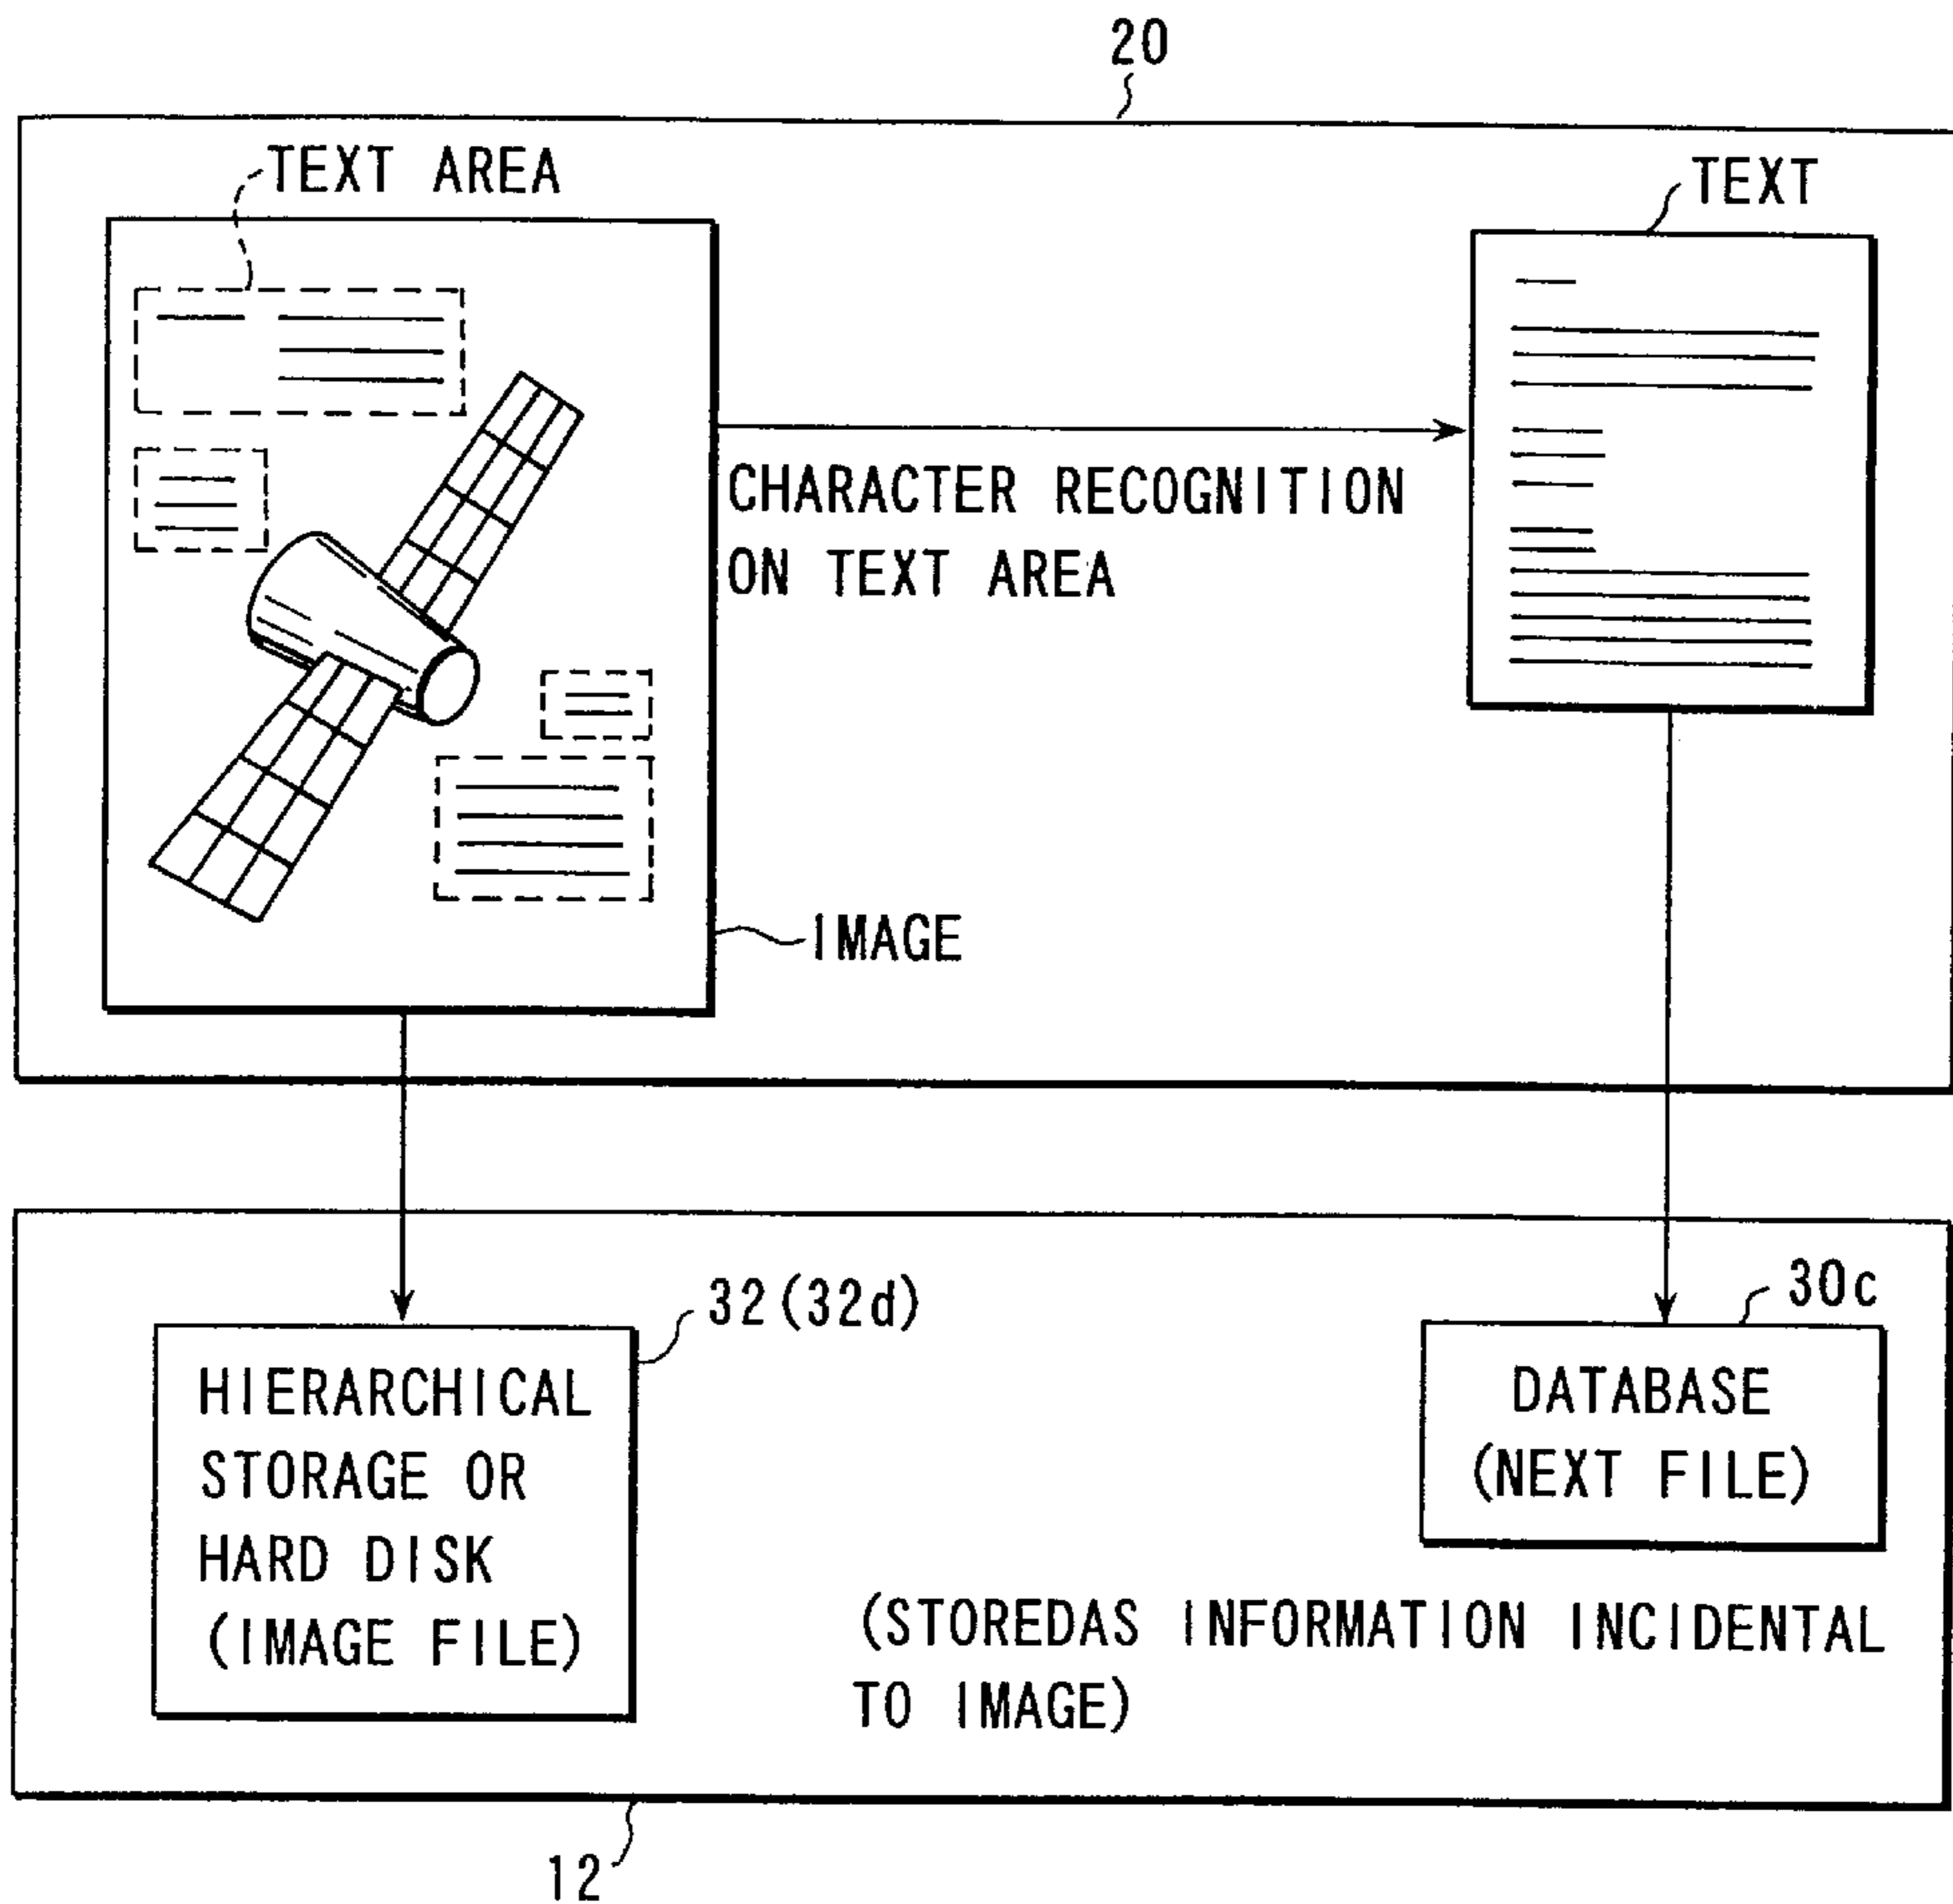 20
TEXT AREA
TEXT
CHARACTER RECOGNITION
ON TEXT AREA
IMAGE
32(32d)
30c
HIERARCHICAL
STORAGE OR
HARD DISK
(IMAGE FILE)
DATABASE
(NEXT FILE)
(STOREDAS INFORMATION INCIDENTAL
TO IMAGE)
12